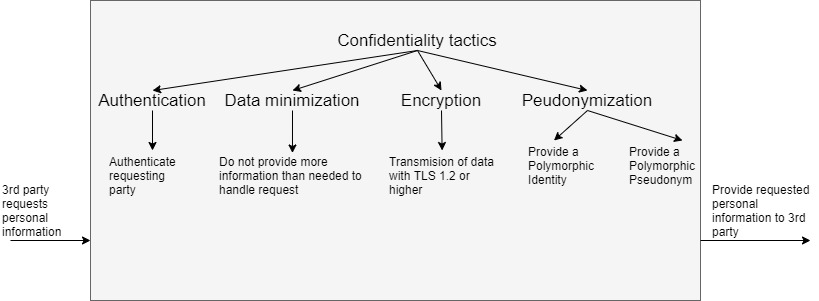 Confidentiality tactics
Authentication
Data minimization
Encryption
Peudonymization
Authenticate
requesting
party
Do not provide more
information than needed to
handle request
Transmision of data
with TLS 1.2 or
higher
Provide a
Polymorphic
Identity
Provide a
Polymorphic
Pseudonym
3rd party
requests
personal
information
Provide requested
personal
information to 3rd
party